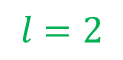 l = 2